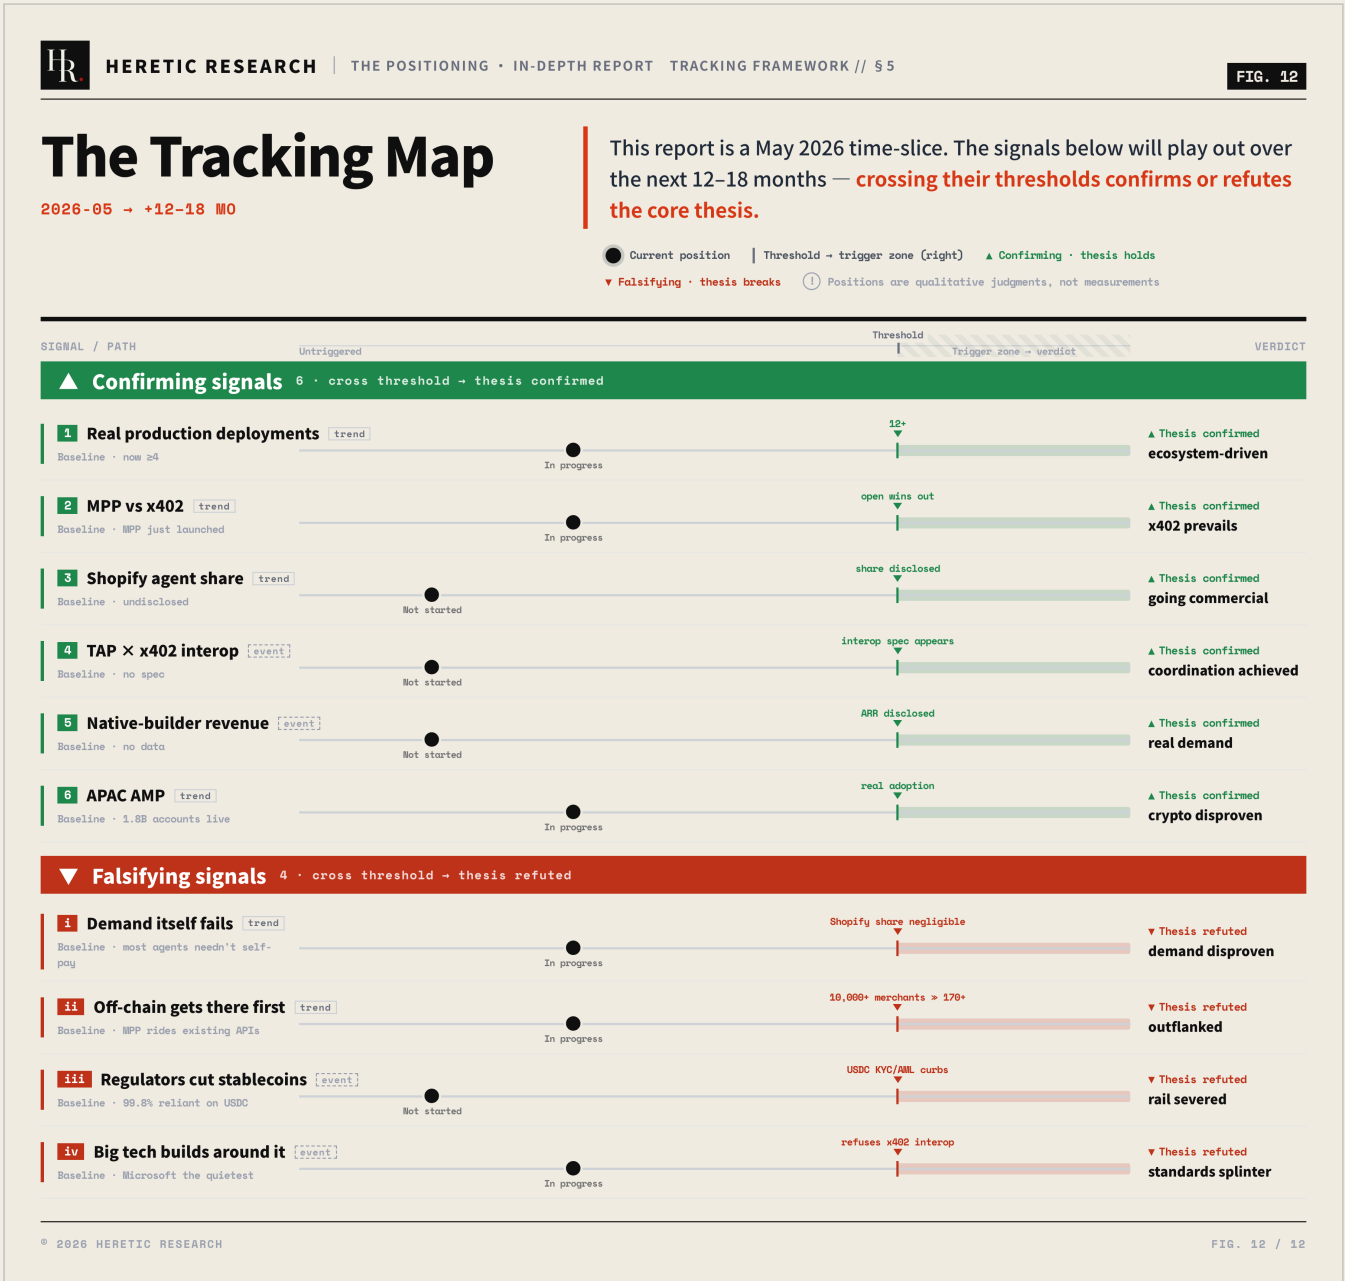 HR.
HERETIC RESEARCH | THE POSITIONING • IN-DEPTH REPORT TRACKING FRAMEWORK // § 5
FIG. 12
The Tracking Map
2026-05 → +12–18 MO
This report is a May 2026 time-slice. The signals below will play out over
the next 12–18 months — crossing their thresholds confirms or refutes
the core thesis.
Current position
Threshold → trigger zone (right)
▲ Confirming · thesis holds
▼ Falsifying · thesis breaks
! Positions are qualitative judgments, not measurements
SIGNAL / PATH
Untriggered
Threshold
Trigger zone → verdict
VERDICT
▲ Confirming signals 6 · cross threshold → thesis confirmed
1 Real production deployments trend
Baseline · now ≥4
In progress
12+
▲ Thesis confirmed
ecosystem-driven
2 MPP vs x402 trend
Baseline · MPP just launched
In progress
open wins out
▲ Thesis confirmed
x402 prevails
3 Shopify agent share trend
Baseline · undisclosed
Not started
share disclosed
▲ Thesis confirmed
going commercial
4 TAP × x402 interop event
Baseline · no spec
Not started
interop spec appears
▲ Thesis confirmed
coordination achieved
5 Native-builder revenue event
Baseline · no data
Not started
ARR disclosed
▲ Thesis confirmed
real demand
6 APAC AMP trend
Baseline · 1.8B accounts live
In progress
real adoption
▲ Thesis confirmed
crypto disproven
▼ Falsifying signals 4 · cross threshold → thesis refuted
i Demand itself fails trend
Baseline · most agents needn't self-
pay
In progress
Shopify share negligible
▼ Thesis refuted
demand disproven
ii Off-chain gets there first trend
Baseline · MPP rides existing APIs
In progress
10,000+ merchants ≫ 170+
▼ Thesis refuted
outflanked
iii Regulators cut stablecoins event
Baseline · 99.8% reliant on USDC
Not started
USDC KYC/AML curbs
▼ Thesis refuted
rail severed
iv Big tech builds around it event
Baseline · Microsoft the quietest
In progress
refuses x402 interop
▼ Thesis refuted
standards splinter
© 2026 HERETIC RESEARCH
FIG. 12 / 12